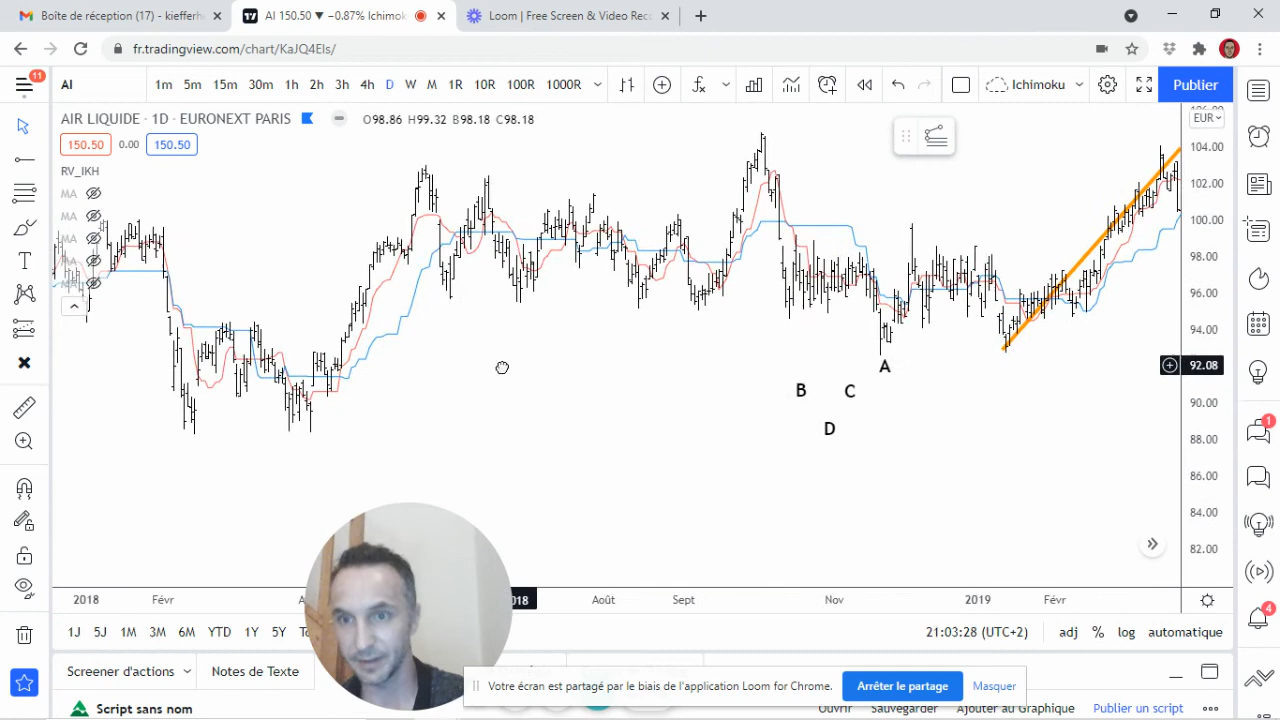 Boîte de réception (17) - kiefferh
AI 150.50 ▼ −0.87% Ichimoku
Loom | Free Screen & Video Rec
fr.tradingview.com/chart/KaJQ4Els/
11
AI
1m 5m 15m 30m 1h 2h 3h 4h D W M 1R 10R 100R 1000R
Ichimoku
Publier
AIR LIQUIDE · 1D · EURONEXT PARIS
O98.86 H99.32 B98.18 C98.18
EUR
150.50 0.00 150.50
RV_IKH
MA
MA
MA
MA
MA
106.00
104.00
102.00
100.00
98.00
96.00
94.00
92.08
90.00
88.00
86.00
84.00
82.00
A
B
C
D
1
4
2018 Févr 018 Août Sept Nov 2019 Févr
1J 5J 1M 3M 6M YTD 1Y 5Y
21:03:28 (UTC+2)
adj % log automatique
Screener d'actions
Notes de Texte
Votre écran est partagé par le biais de l'application Loom for Chrome.
Arrêter le partage
Masquer
Script sans nom
Ouvrir Sauvegarder Ajouter au Graphique Publier un script